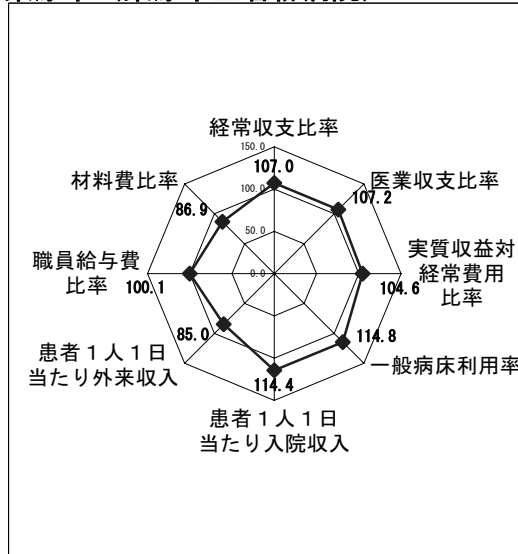 経常収支比率
150.0
107.0
100.0
50.0
0.0
医業収支比率
107.2
実質収益対
経常費用
比率
104.6
114.8
一般病床利用率
114.4
患者１人１日
当たり入院収入
85.0
患者１人１日
当たり外来収入
職員給与費
比率
100.1
材料費比率
86.9